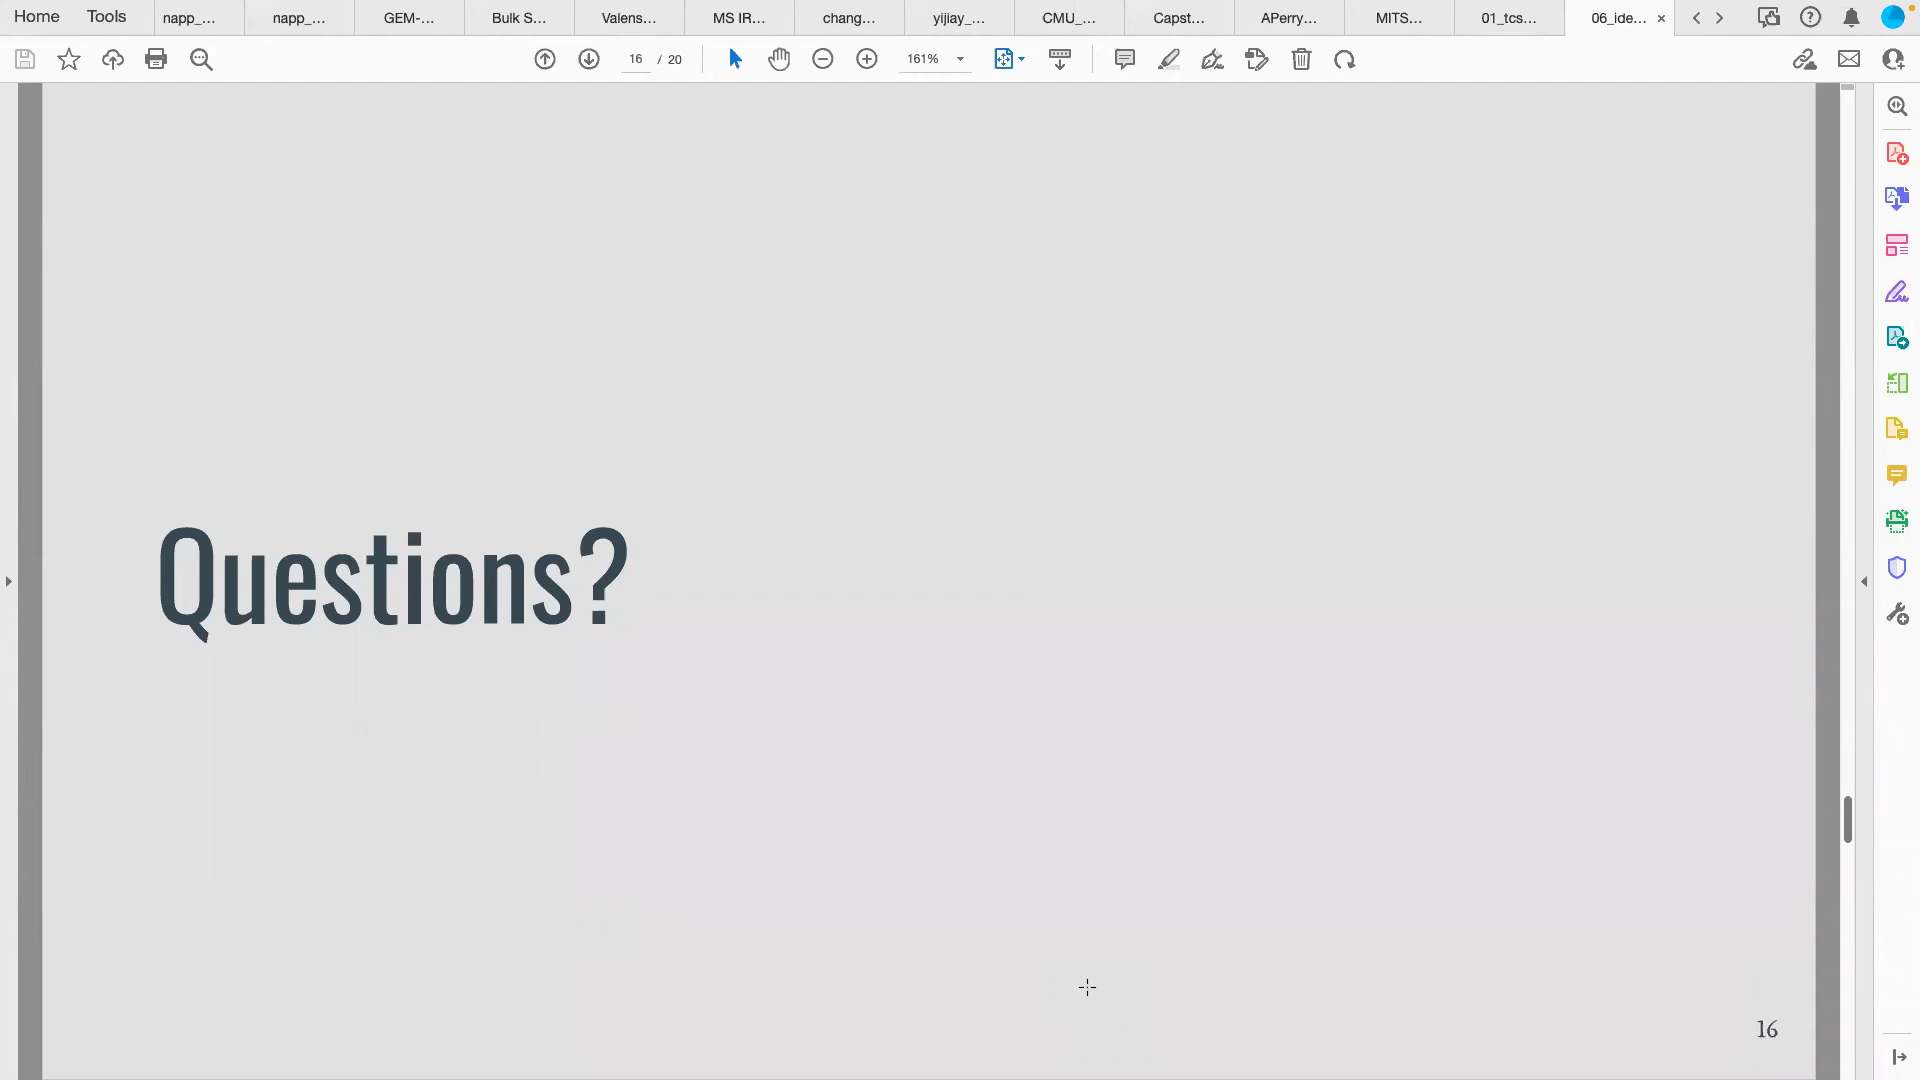 Home Tools napp_... napp_... GEM-... Bulk S... Valens... MS IR... chang... yijiay_... CMU_... Capst... APerry... MITS... 01_tcs... 06_ide...
16 / 20 161%
Questions?
16